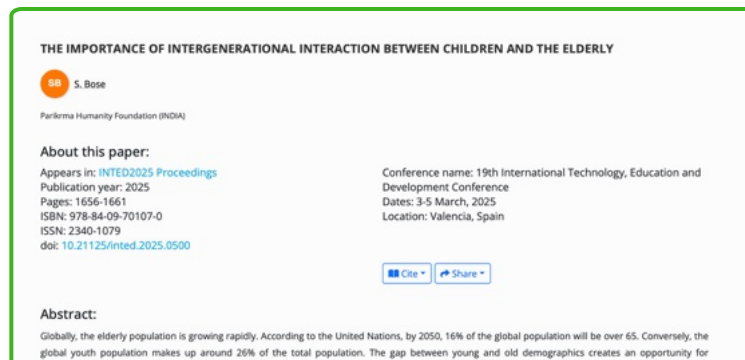 THE IMPORTANCE OF INTERGENERATIONAL INTERACTION BETWEEN CHILDREN AND THE ELDERLY
SB
S. Bose
Parikrma Humanity Foundation (INDIA)
About this paper:
Appears in: INTED2025 Proceedings
Publication year: 2025
Pages: 1656-1661
ISBN: 978-84-09-70107-0
ISSN: 2340-1079
doi: 10.21125/inted.2025.0500
Conference name: 19th International Technology, Education and
Development Conference
Dates: 3-5 March, 2025
Location: Valencia, Spain
Cite
Share
Abstract:
Globally, the elderly population is growing rapidly. According to the United Nations, by 2050, 16% of the global population will be over 65. Conversely, the
global youth population makes up around 26% of the total population. The gap between young and old demographics creates an opportunity for